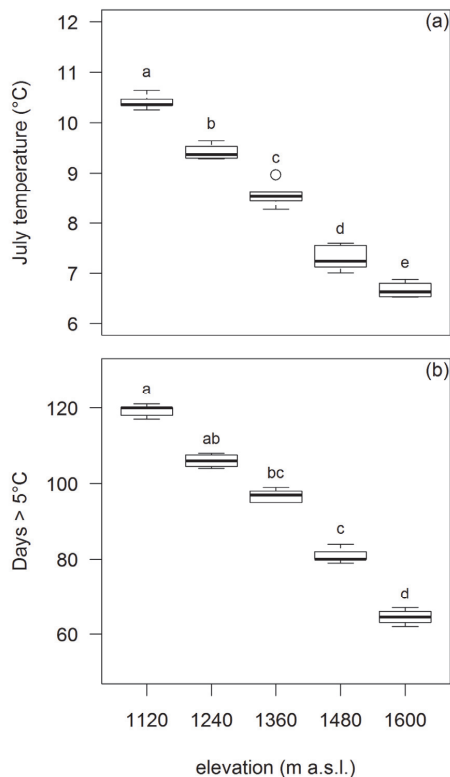 (a)
July temperature (°C)
12
11
10
9
8
7
6
a
b
c
d
e
(b)
Days > 5°C
120
100
80
60
a
ab
bc
c
d
1120 1240 1360 1480 1600
elevation (m a.s.l.)